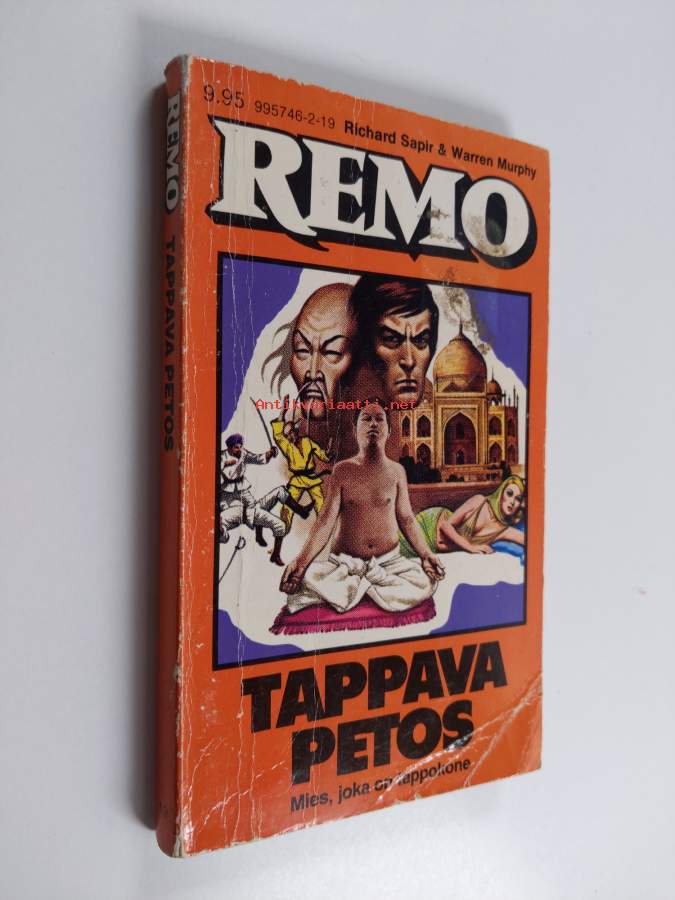 9.95 995746-2-19 Richard Sapir & Warren Murphy
REMO
Antikvariaatti.net
TAPPAVA
PETOS
Mies, joka on tappokone
REMO TAPPAVA PETOS